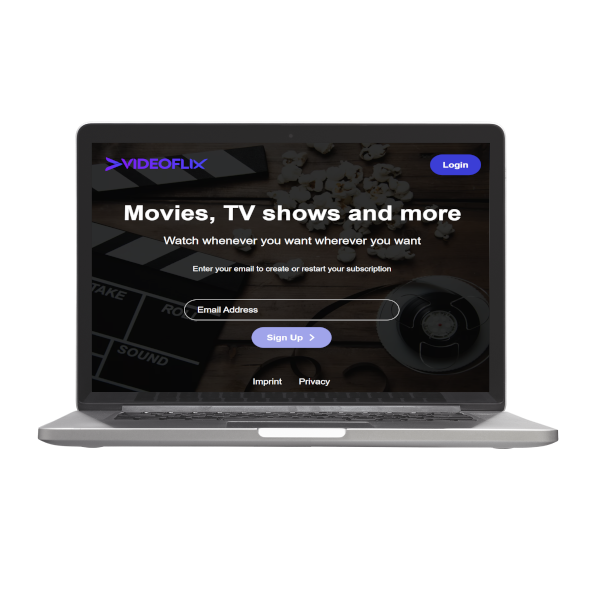 VIDEOFLIX
Login
Movies, TV shows and more
Watch whenever you want wherever you want
Enter your email to create or restart your subscription
TAKE
SOUND
Email Address
Sign Up
Imprint Privacy